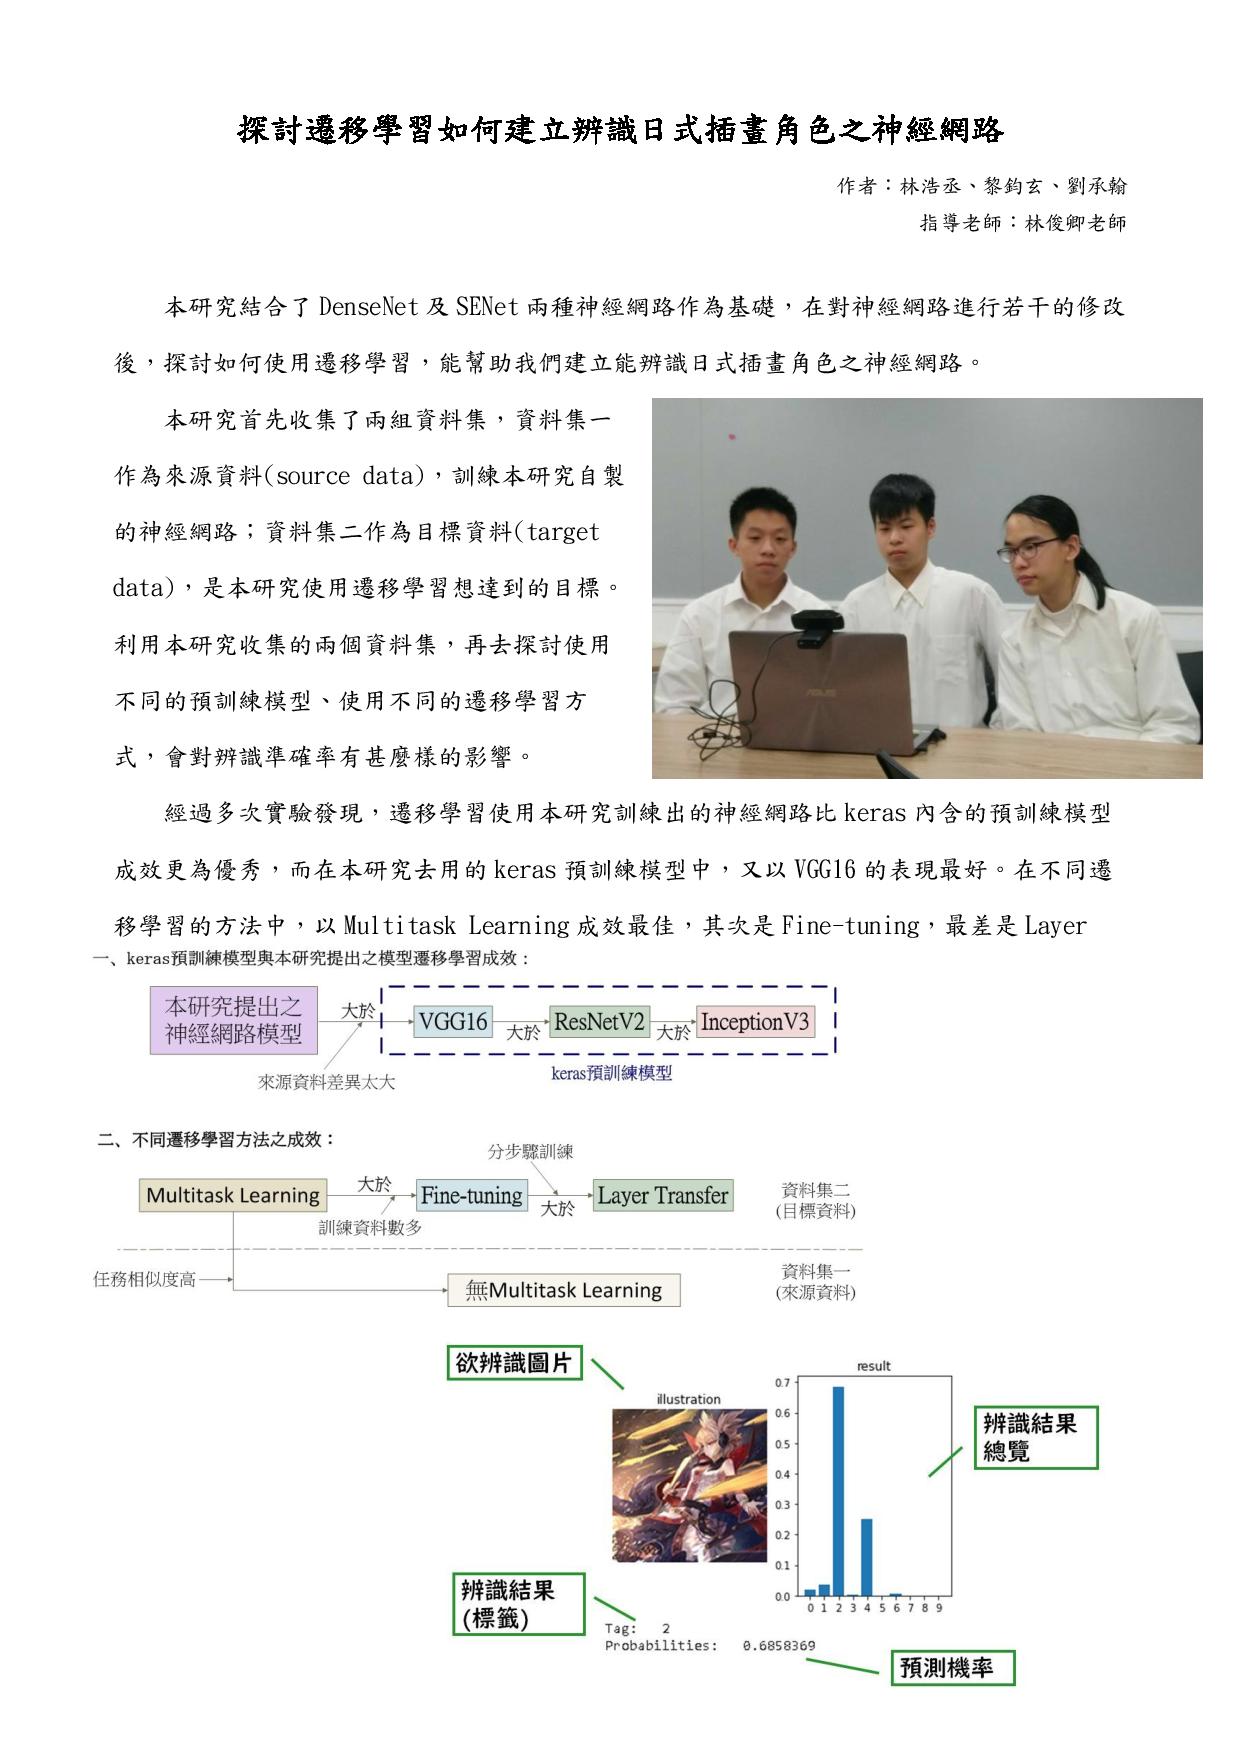 探討遷移學習如何建立辨識日式插畫角色之神經網路
作者：林浩丞、黎鈞玄、劉承翰
指導老師：林俊卿老師
本研究結合了 DenseNet 及 SENet 兩種神經網路作為基礎，在對神經網路進行若干的修改
後，探討如何使用遷移學習，能幫助我們建立能辨識日式插畫角色之神經網路。
本研究首先收集了兩組資料集，資料集一
作為來源資料(source data)，訓練本研究自製
的神經網路；資料集二作為目標資料(target
data)，是本研究使用遷移學習想達到的目標。
利用本研究收集的兩個資料集，再去探討使用
不同的預訓練模型、使用不同的遷移學習方
式，會對辨識準確率有甚麼樣的影響。
ASUS
經過多次實驗發現，遷移學習使用本研究訓練出的神經網路比 keras 內含的預訓練模型
成效更為優秀，而在本研究去用的 keras 預訓練模型中，又以 VGG16 的表現最好。在不同遷
移學習的方法中，以 Multitask Learning 成效最佳，其次是 Fine-tuning，最差是 Layer
一、keras預訓練模型與本研究提出之模型遷移學習成效：
本研究提出之
神經網路模型
大於
VGG16
大於
ResNetV2
大於
InceptionV3
來源資料差異太大
keras預訓練模型
二、不同遷移學習方法之成效：
分步驟訓練
Multitask Learning
大於
Fine-tuning
大於
Layer Transfer
訓練資料數多
資料集二
(目標資料)
任務相似度高
無Multitask Learning
資料集一
(來源資料)
欲辨識圖片
illustration
result
0.7
0.6
0.5
0.4
0.3
0.2
0.1
0.0
0 1 2 3 4 5 6 7 8 9
辨識結果
總覽
辨識結果
(標籤)
Tag: 2
Probabilities: 0.6858369
預測機率